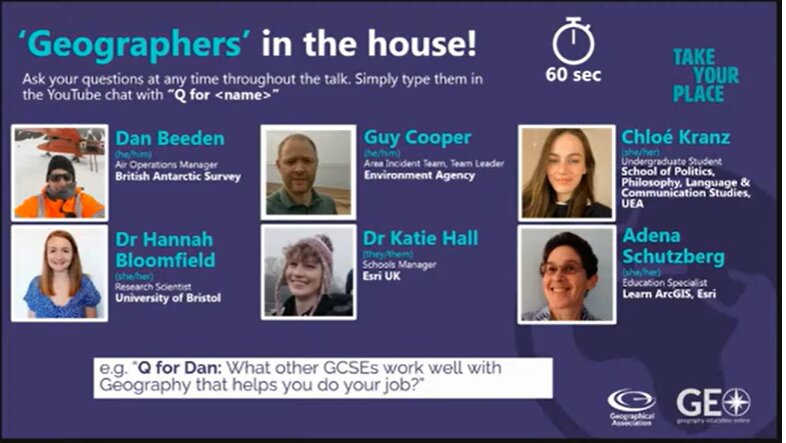 'Geographers' in the house!
60 sec
Ask your questions at any time throughout the talk. Simply type them in
the YouTube chat with "Q for <name>"
TAKE
YOUR
PLACE
Dan Beeden
(he/him)
Air Operations Manager
British Antarctic Survey
Guy Cooper
(he/him)
Area Incident Team, Team Leader
Environment Agency
Chloé Kranz
(she/her)
Undergraduate Student
School of Politics,
Philosophy, Language &
Communication Studies,
UEA
Dr Hannah
Bloomfield
(she/her)
Research Scientist
University of Bristol
Dr Katie Hall
(they/them)
Schools Manager
Esri UK
Adena
Schutzberg
(she/her)
Education Specialist
Learn ArcGIS, Esri
e.g. "Q for Dan: What other GCSEs work well with
Geography that helps you do your job?"
Geographical
Association
GEO
geography education online